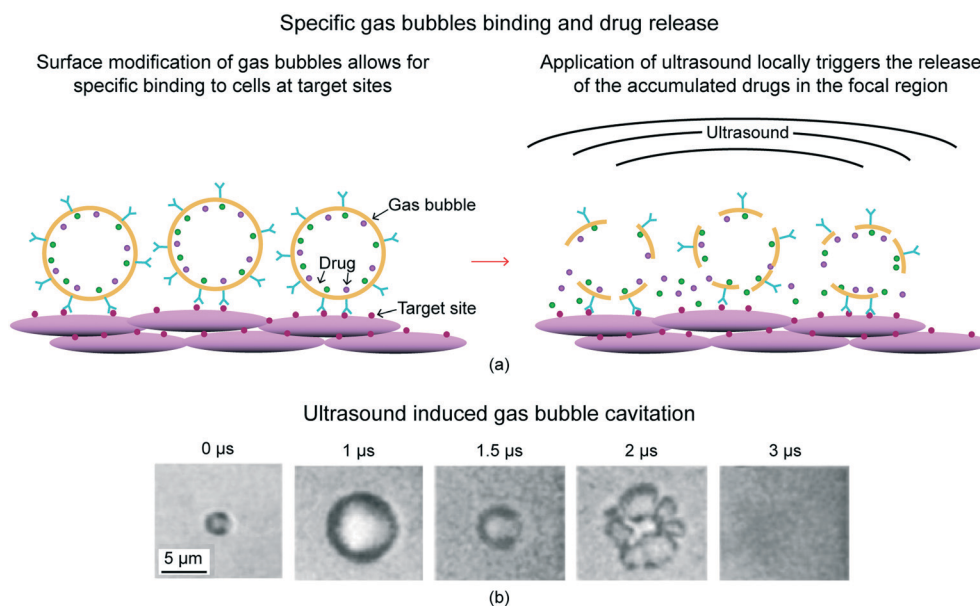 Specific gas bubbles binding and drug release
Surface modification of gas bubbles allows for
specific binding to cells at target sites
Application of ultrasound locally triggers the release
of the accumulated drugs in the focal region
Ultrasound
Gas bubble
Drug
Target site
(a)
Ultrasound induced gas bubble cavitation
0 µs
1 µs
1.5 µs
2 µs
3 µs
5 µm
(b)